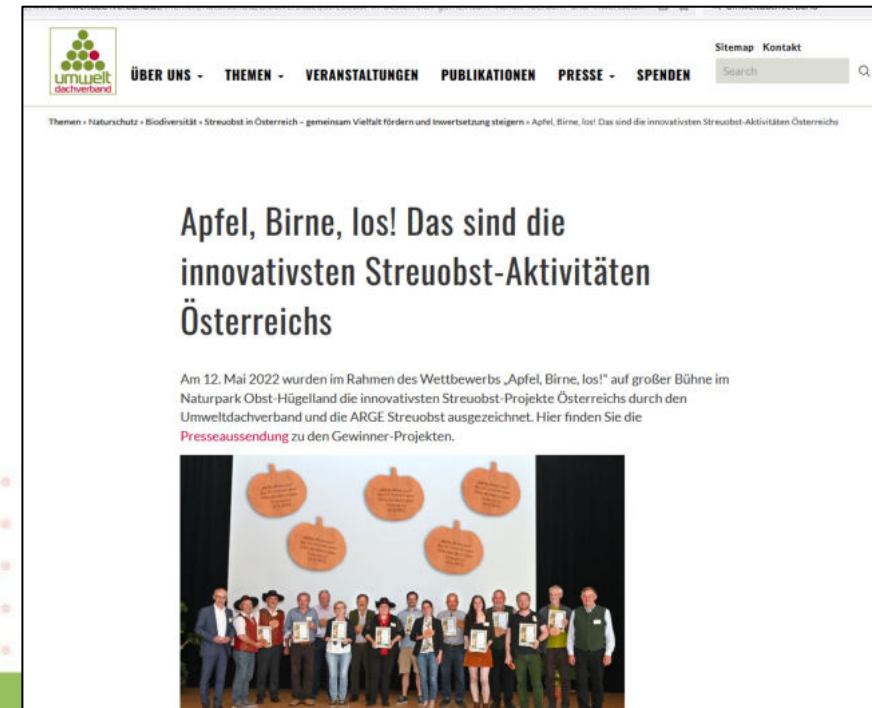 Sitemap Kontakt
umwelt
dachverband
ÜBER UNS THEMEN VERANSTALTUNGEN PUBLIKATIONEN PRESSE SPENDEN
Search
Themen » Naturschutz » Biodiversität » Streuobst in Österreich – gemeinsam Vielfalt fördern und Inwertsetzung steigern » Apfel, Birne, los! Das sind die innovativsten Streuobst-Aktivitäten Österreichs
Apfel, Birne, los! Das sind die
innovativsten Streuobst-Aktivitäten
Österreichs
Am 12. Mai 2022 wurden im Rahmen des Wettbewerbs „Apfel, Birne, los!" auf großer Bühne im
Naturpark Obst-Hügelland die innovativsten Streuobst-Projekte Österreichs durch den
Umweltdachverband und die ARGE Streuobst ausgezeichnet. Hier finden Sie die
Presseaussendung zu den Gewinner-Projekten.